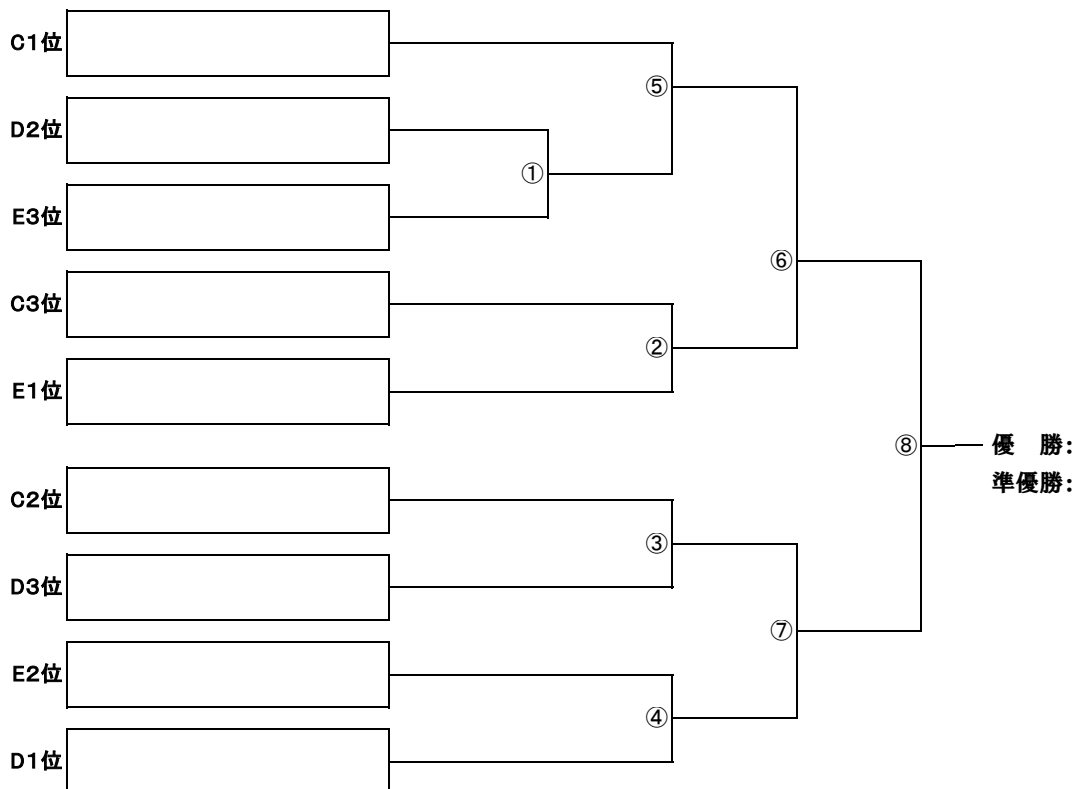 C1位
⑤
D2位
①
E3位
⑥
C3位
②
E1位
⑧
優　勝:
準優勝:
C2位
③
D3位
⑦
E2位
④
D1位